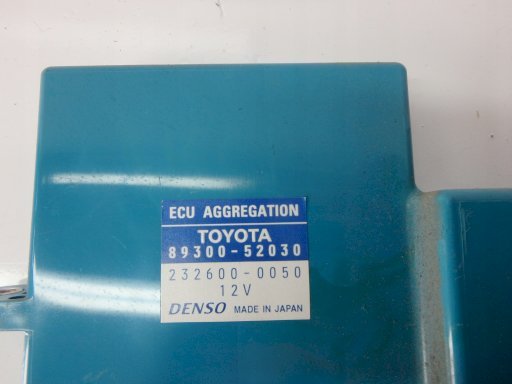 ECU AGGREGATION
TOYOTA
89300-52030
232600-0050
12V
DENSO MADE IN JAPAN